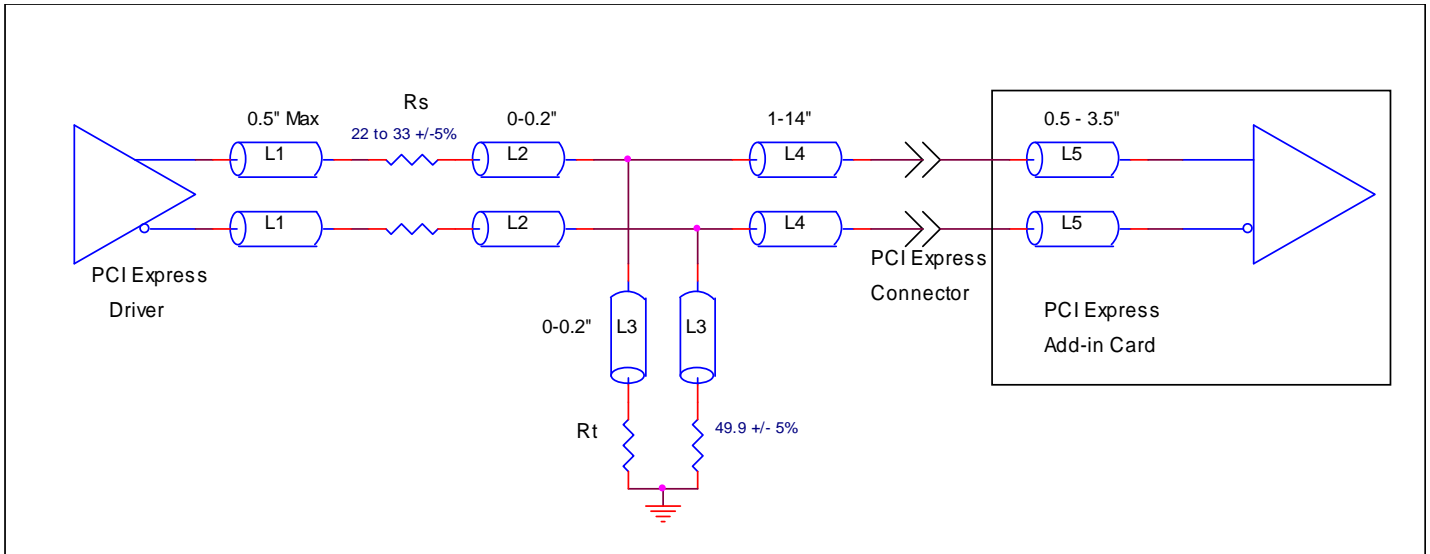 Rs
0.5" Max
0-0.2"
1-14"
0.5 - 3.5"
22 to 33 +/-5%
L1
L2
L4
L5
L1
L2
L4
L5
PCI Express
Driver
PCI Express
Connector
PCI Express
Add-in Card
0-0.2"
L3
L3
Rt
49.9 +/- 5%